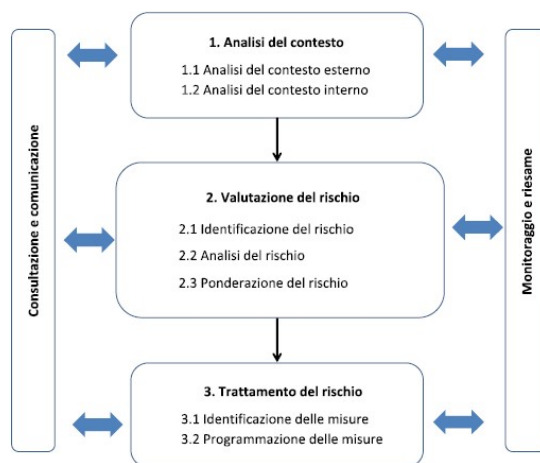 Consultazione e comunicazione
1. Analisi del contesto
1.1 Analisi del contesto esterno
1.2 Analisi del contesto interno
2. Valutazione del rischio
2.1 Identificazione del rischio
2.2 Analisi del rischio
2.3 Ponderazione del rischio
3. Trattamento del rischio
3.1 Identificazione delle misure
3.2 Programmazione delle misure
Monitoraggio e riesame